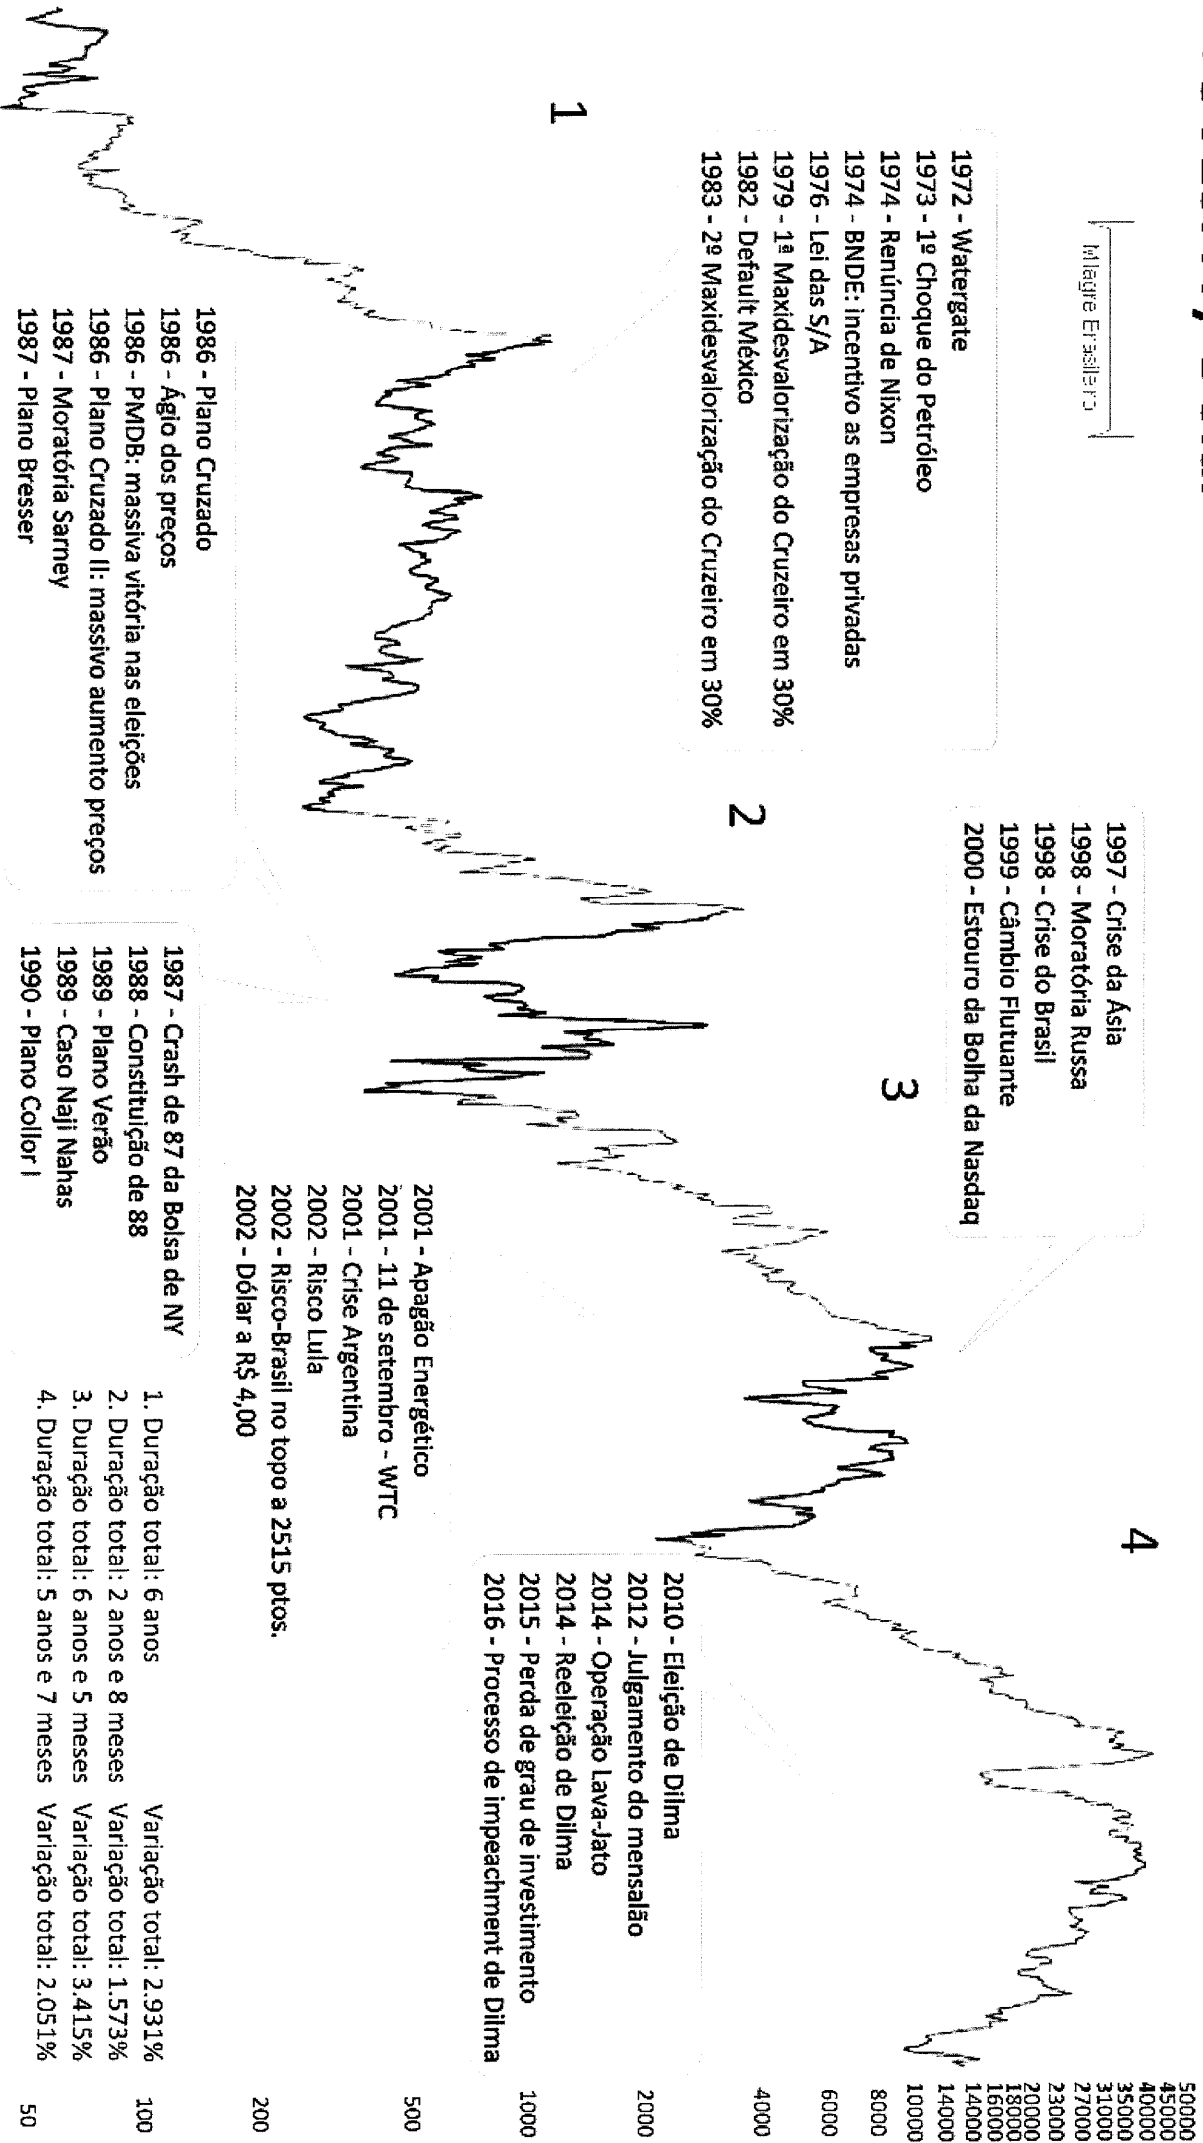 Milagre Brasileiro
1
1972 - Watergate
1973 - 1º Choque do Petróleo
1974 - Renúncia de Nixon
1974 - BNDE: incentivo as empresas privadas
1976 - Lei das S/A
1979 - 1ª Maxidesvalorização do Cruzeiro em 30%
1982 - Default México
1983 - 2º Maxidesvalorização do Cruzeiro em 30%
2
1997 - Crise da Ásia
1998 - Moratória Russa
1998 - Crise do Brasil
1999 - Câmbio Flutuante
2000 - Estouro da Bolha da Nasdaq
3
4
1986 - Plano Cruzado
1986 - Ágio dos preços
1986 - PMDB: massiva vitória nas eleições
1986 - Plano Cruzado II: massivo aumento preços
1987 - Moratória Sarney
1987 - Plano Bresser
1987 - Crash de 87 da Bolsa de NY
1988 - Constituição de 88
1989 - Plano Verão
1989 - Caso Naji Nahas
1990 - Plano Collor I
2001 - Apagão Energético
2001 - 11 de setembro - WTC
2001 - Crise Argentina
2002 - Risco Lula
2002 - Risco-Brasil no topo a 2515 ptos.
2002 - Dólar a R$ 4,00
2010 - Eleição de Dilma
2012 - Julgamento do mensalão
2014 - Operação Lava-Jato
2014 - Reeleição de Dilma
2015 - Perda de grau de investimento
2016 - Processo de impeachment de Dilma
1. Duração total: 6 anos Variação total: 2.931%
2. Duração total: 2 anos e 8 meses Variação total: 1.573%
3. Duração total: 6 anos e 5 meses Variação total: 3.415%
4. Duração total: 5 anos e 7 meses Variação total: 2.051%
50000
45000
40000
35000
31000
27000
23000
20000
18000
16000
14000
14000
10000
8000
6000
4000
2000
1000
500
200
100
50